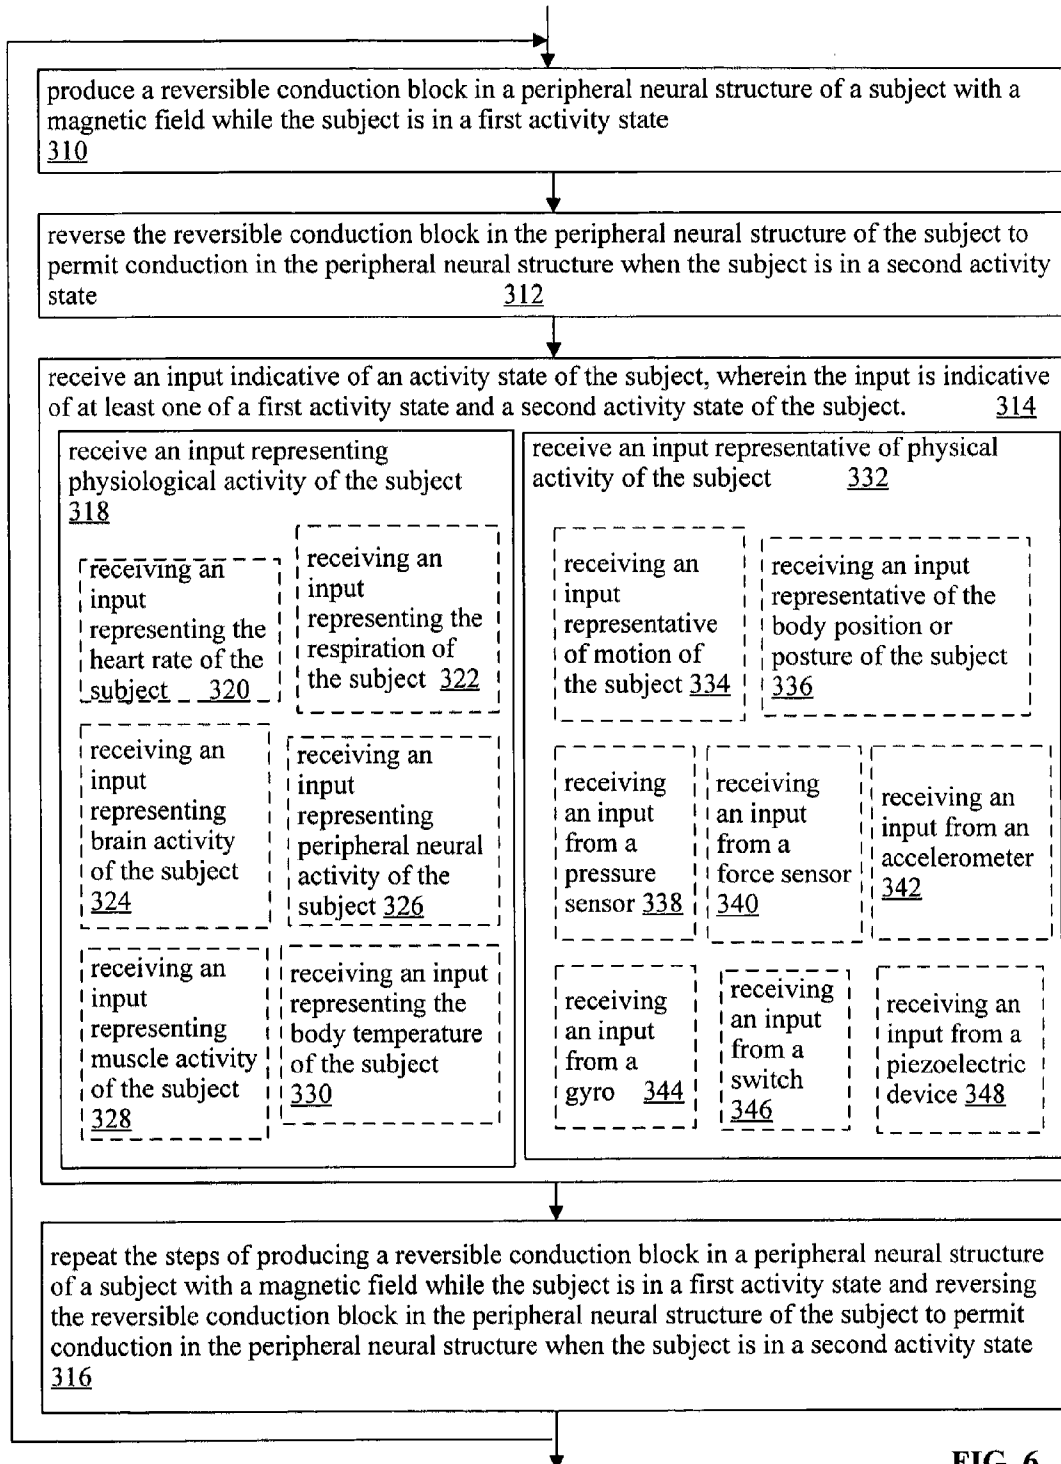 produce a reversible conduction block in a peripheral neural structure of a subject with a
magnetic field while the subject is in a first activity state
310
reverse the reversible conduction block in the peripheral neural structure of the subject to
permit conduction in the peripheral neural structure when the subject is in a second activity
state 312
receive an input indicative of an activity state of the subject, wherein the input is indicative
of at least one of a first activity state and a second activity state of the subject. 314
receive an input representing
physiological activity of the subject
318
receiving an
input
representing the
heart rate of the
subject 320
receiving an
input
representing the
respiration of
the subject 322
receiving an
input
representing
brain activity
of the subject
324
receiving an
input
representing
peripheral neural
activity of the
subject 326
receiving an
input
representing
muscle activity
of the subject
328
receiving an input
representing the
body temperature
of the subject
330
receive an input representative of physical
activity of the subject 332
receiving an
input
representative
of motion of
the subject 334
receiving an input
representative of the
body position or
posture of the subject
336
receiving
an input
from a
pressure
sensor 338
receiving
an input
from a
force sensor
340
receiving an
input from an
accelerometer
342
receiving
an input
from a
gyro 344
receiving
an input
from a
switch
346
receiving an
input from a
piezoelectric
device 348
repeat the steps of producing a reversible conduction block in a peripheral neural structure
of a subject with a magnetic field while the subject is in a first activity state and reversing
the reversible conduction block in the peripheral neural structure of the subject to permit
conduction in the peripheral neural structure when the subject is in a second activity state
316
FIG. 6